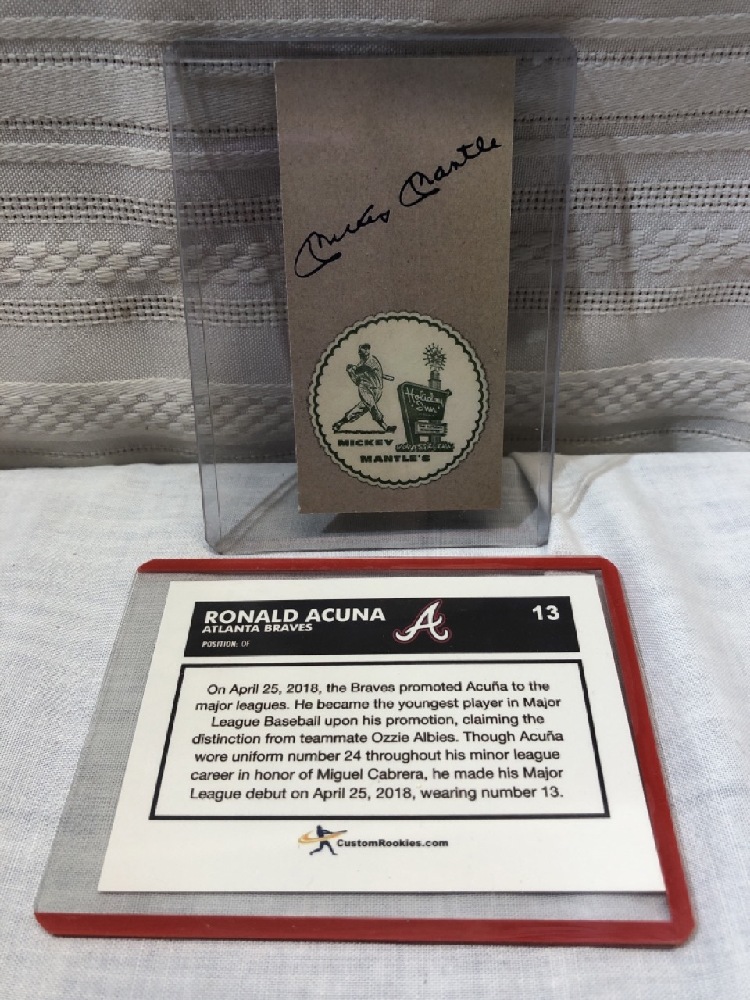 Mickey Mantle
Holiday
Inn
MICKEY
MANTLE'S
RONALD ACUNA
ATLANTA BRAVES
POSITION: OF
A
13
On April 25, 2018, the Braves promoted Acuña to the
major leagues. He became the youngest player in Major
League Baseball upon his promotion, claiming the
distinction from teammate Ozzie Albies. Though Acuña
wore uniform number 24 throughout his minor league
career in honor of Miguel Cabrera, he made his Major
League debut on April 25, 2018, wearing number 13.
CustomRookies.com